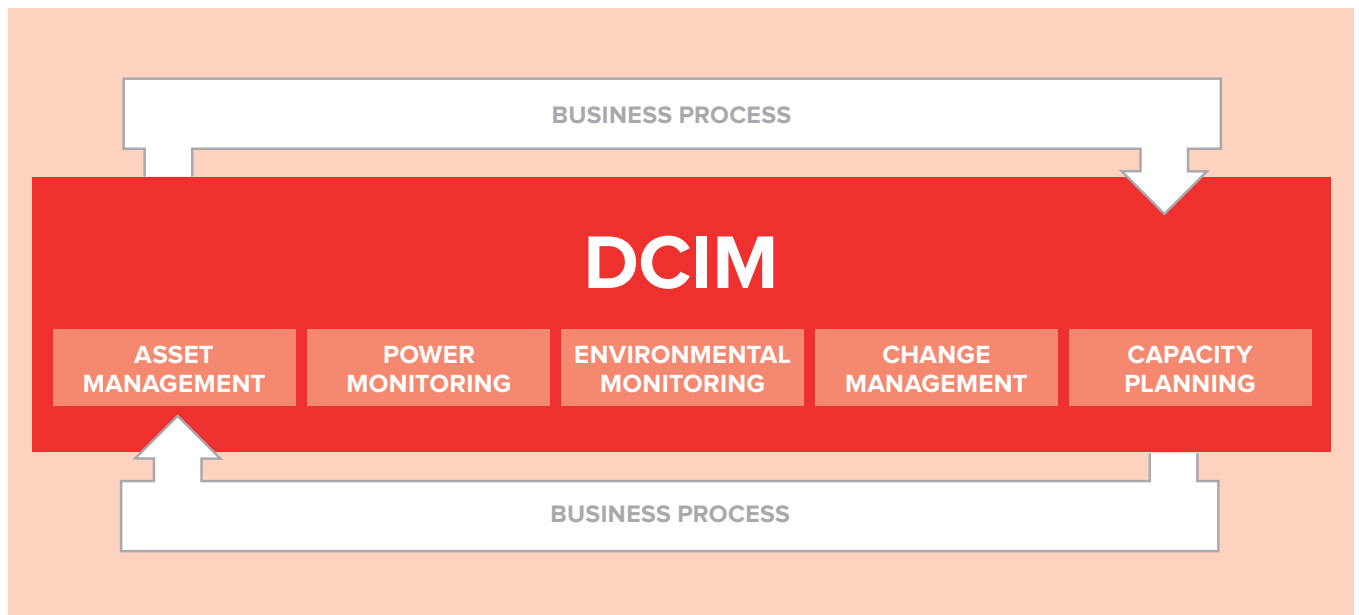 BUSINESS PROCESS
DCIM
ASSET
MANAGEMENT
POWER
MONITORING
ENVIRONMENTAL
MONITORING
CHANGE
MANAGEMENT
CAPACITY
PLANNING
BUSINESS PROCESS